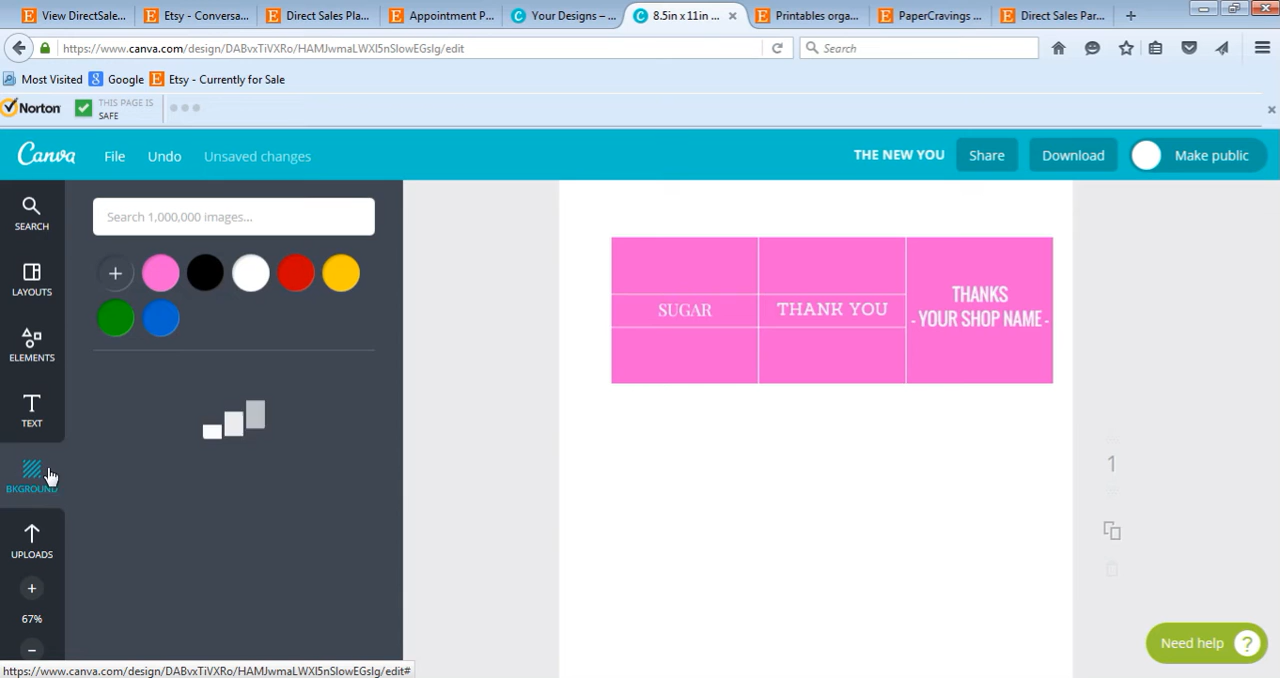 View DirectSale...
Etsy - Conversa...
Direct Sales Pla...
Appointment P...
Your Designs – ...
8.5in x 11in ...
Printables orga...
PaperCravings ...
Direct Sales Par...
https://www.canva.com/design/DABvxTiVXRo/HAMJwmaLWXl5nSlowEGsIg/edit
Search
Most Visited
Google
Etsy - Currently for Sale
Norton
THIS PAGE IS
SAFE
Canva
File
Undo
Unsaved changes
THE NEW YOU
Share
Download
Make public
SEARCH
LAYOUTS
ELEMENTS
TEXT
BKGROUND
UPLOADS
67%
Search 1,000,000 images...
SUGAR
THANK YOU
THANKS
- YOUR SHOP NAME -
1
Need help ?
https://www.canva.com/design/DABvxTiVXRo/HAMJwmaLWXl5nSlowEGsIg/edit#